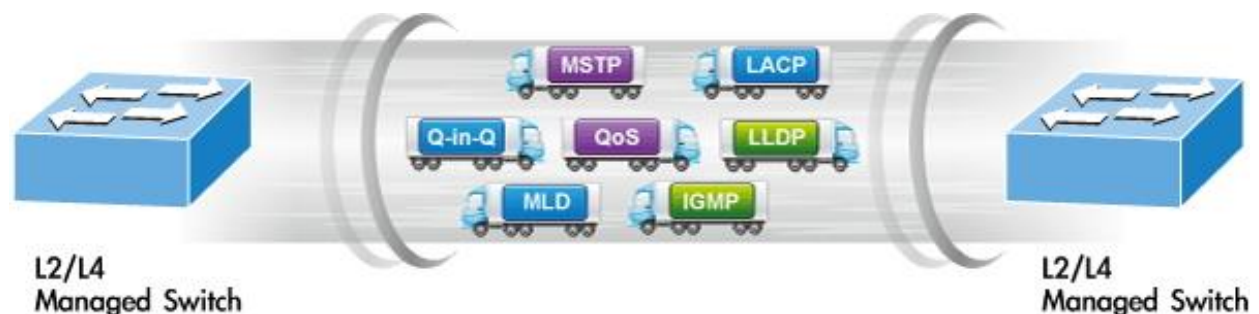 MSTP
LACP
Q-in-Q
QoS
LLDP
MLD
IGMP
L2/L4
Managed Switch
L2/L4
Managed Switch